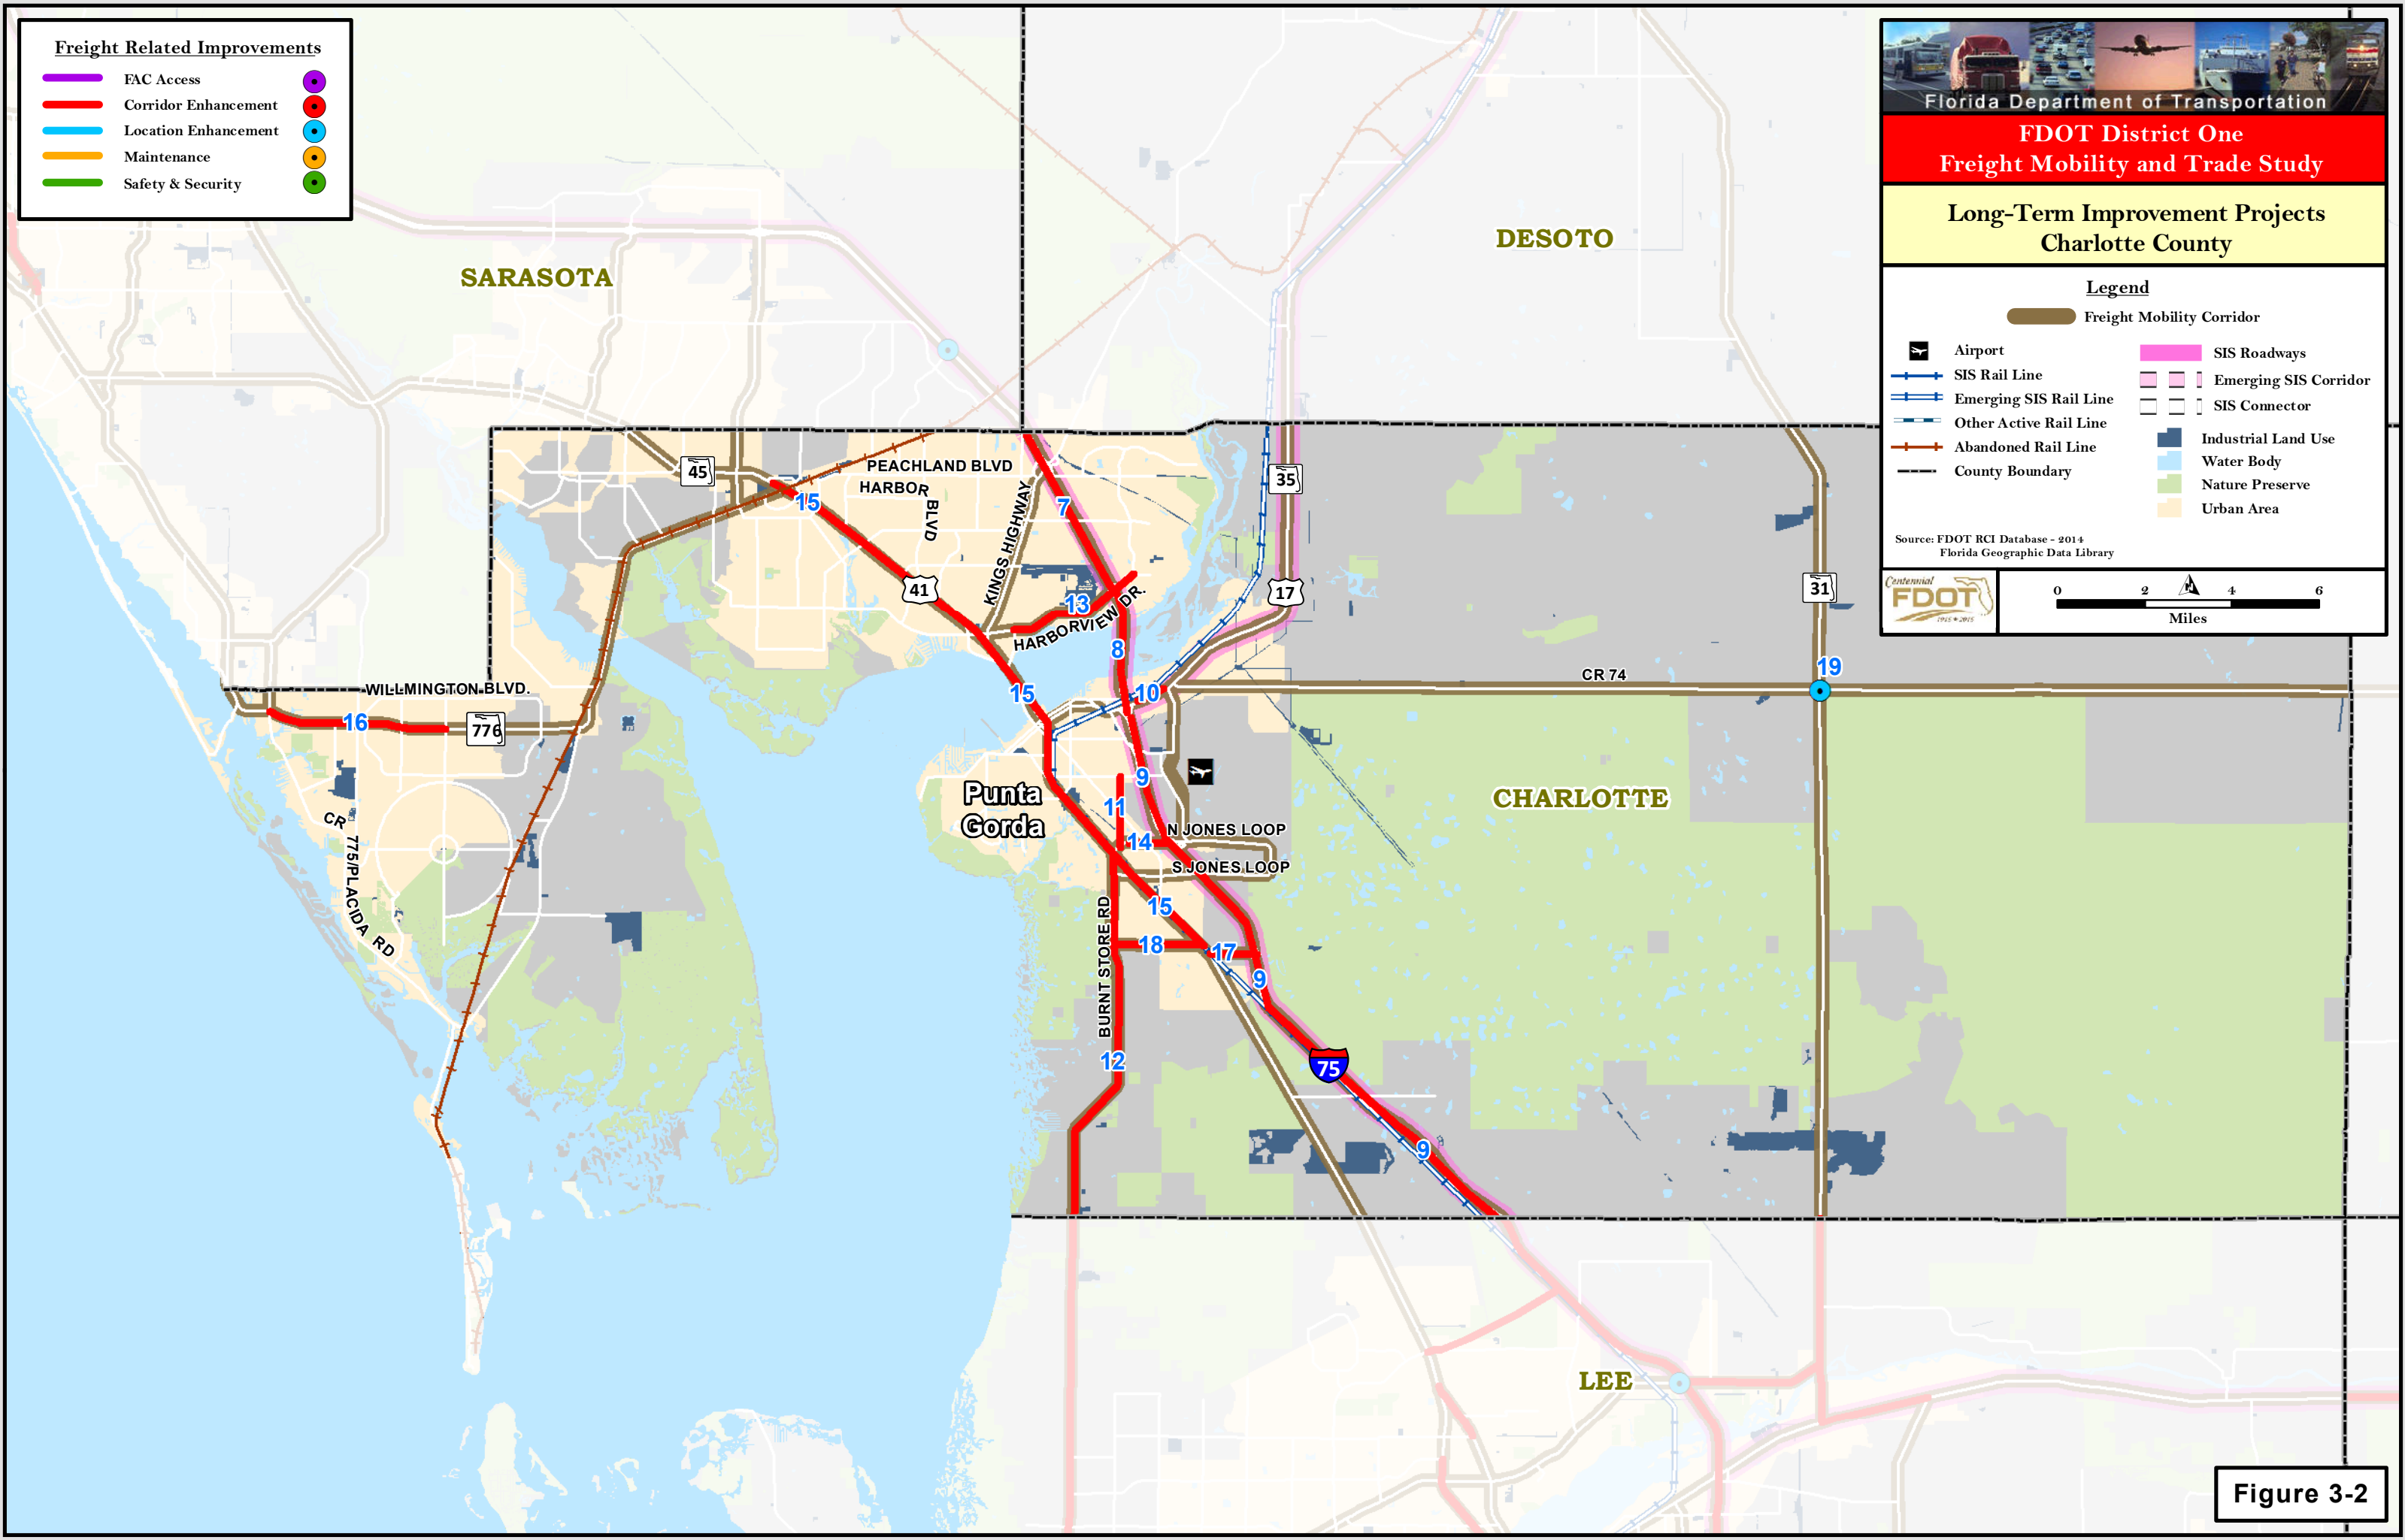 Freight Related Improvements
FAC Access
Corridor Enhancement
Location Enhancement
Maintenance
Safety & Security
Florida Department of Transportation
FDOT District One
Freight Mobility and Trade Study
Long-Term Improvement Projects
Charlotte County
Legend
Freight Mobility Corridor
Airport
SIS Rail Line
Emerging SIS Rail Line
Other Active Rail Line
Abandoned Rail Line
County Boundary
SIS Roadways
Emerging SIS Corridor
SIS Connector
Industrial Land Use
Water Body
Nature Preserve
Urban Area
Source: FDOT RCI Database - 2014
Florida Geographic Data Library
Centennial
FDOT
1915 * 2015
0 2 4 6
Miles
DESOTO
SARASOTA
PEACHLAND BLVD
45
35
HARBOR BLVD
15
7
KINGS HIGHWAY
41
17
31
13
HARBORVIEW DR.
8
19
CR 74
WILLMINGTON BLVD.
15
10
16
776
9
Punta
Gorda
CHARLOTTE
11
CR 775/PLACIDA RD
N JONES LOOP
14
S JONES LOOP
15
BURNT STORE RD
18
17
9
12
75
9
LEE
Figure 3-2